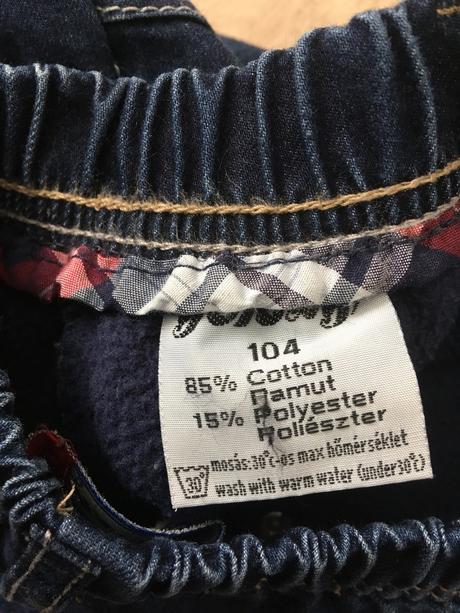 104
85% Cotton
Pamut
15% Polyester
Poliészter
mosás:30°C-os max hőmérséklet
30°
wash with warm water (under30°C)